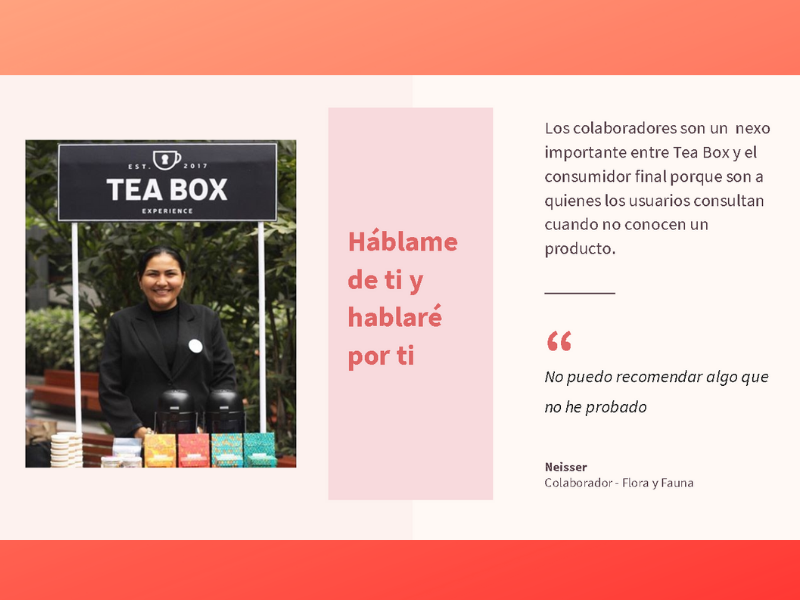 EST. 2017
TEA BOX
EXPERIENCE
Háblame
de ti y
hablaré
por ti
Los colaboradores son un nexo
importante entre Tea Box y el
consumidor final porque son a
quienes los usuarios consultan
cuando no conocen un
producto.
“
No puedo recomendar algo que
no he probado
Neisser
Colaborador - Flora y Fauna